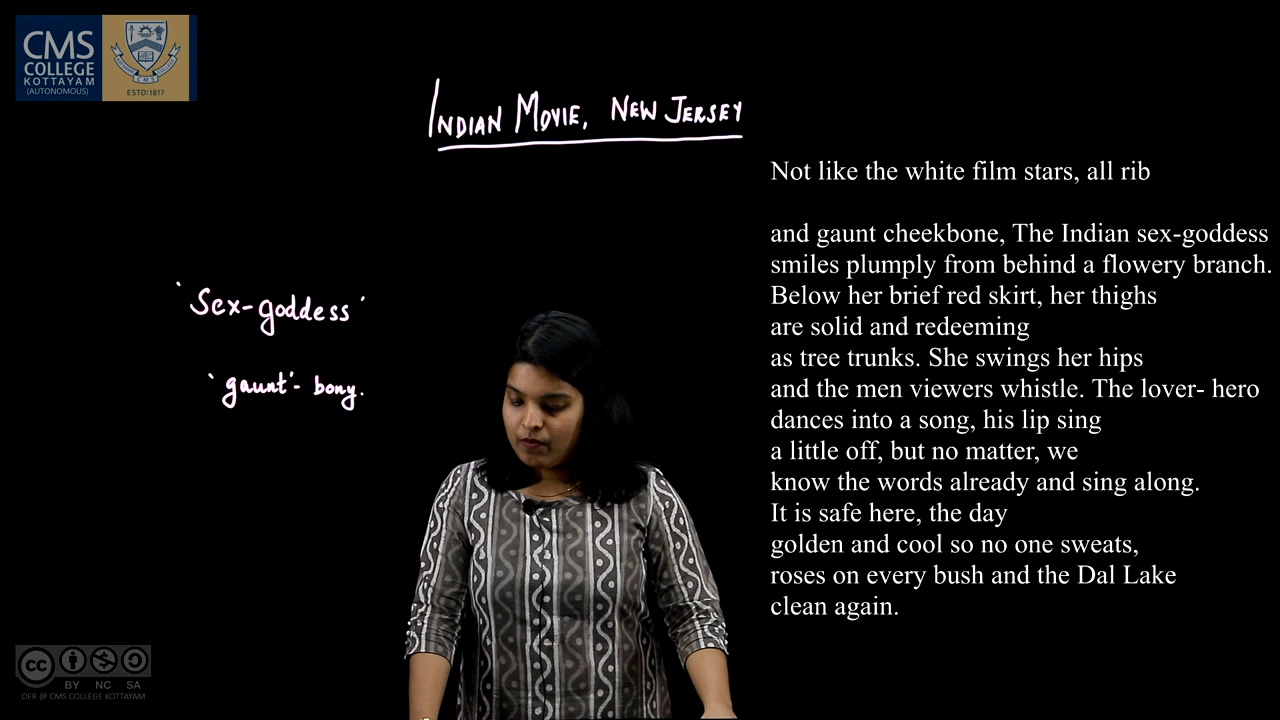 CMS
COLLEGE
KOTTAYAM
(AUTONOMOUS)
CMS
ESTD:1817
INDIAN MOVIE, NEW JERSEY
Not like the white film stars, all rib
and gaunt cheekbone, The Indian sex-goddess
smiles plumply from behind a flowery branch.
Below her brief red skirt, her thighs
are solid and redeeming
as tree trunks. She swings her hips
and the men viewers whistle. The lover- hero
dances into a song, his lip sing
a little off, but no matter, we
know the words already and sing along.
It is safe here, the day
golden and cool so no one sweats,
roses on every bush and the Dal Lake
clean again.
'Sex-goddess'
'gaunt'- bony.
cc
BY NC SA
OER @ CMS COLLEGE KOTTAYAM